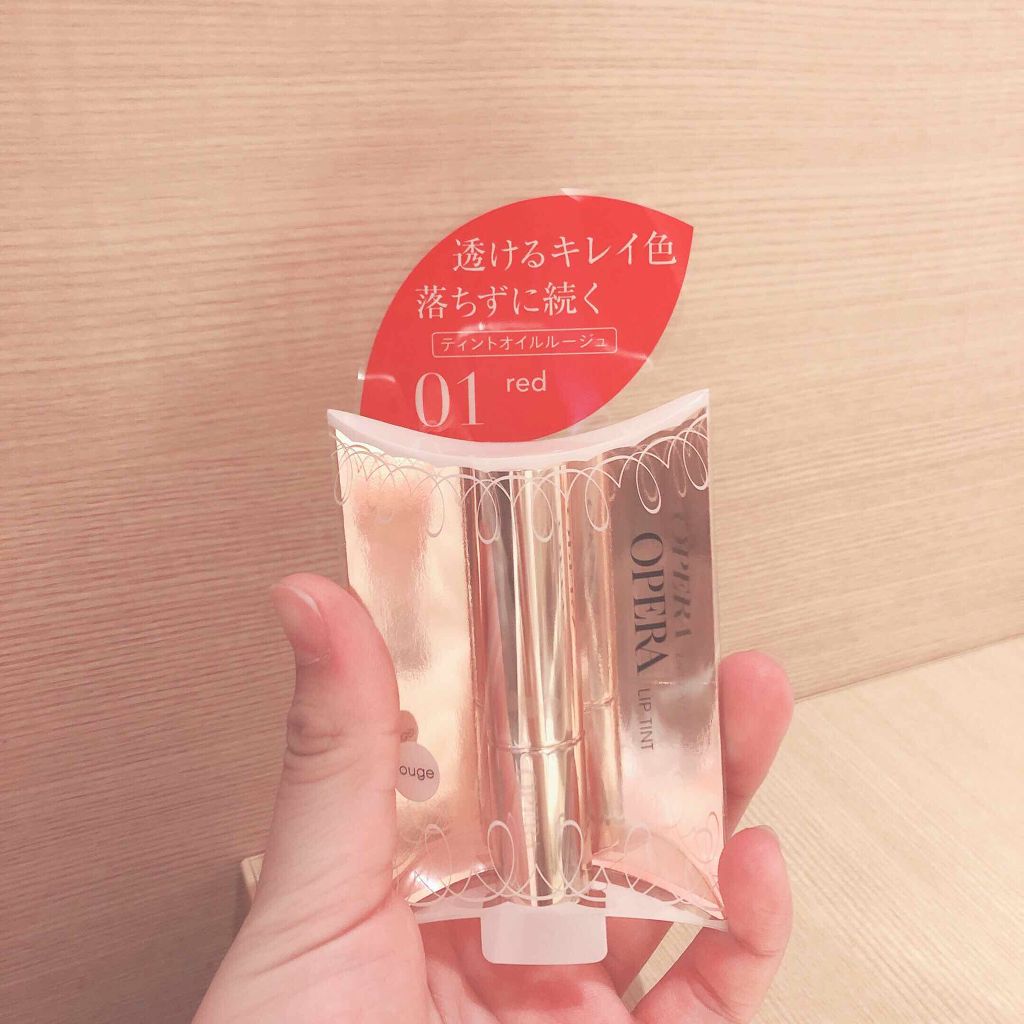 透けるキレイ色
落ちずに続く
ティントオイルルージュ
01 red
OPERA
LIP TINT
ouge